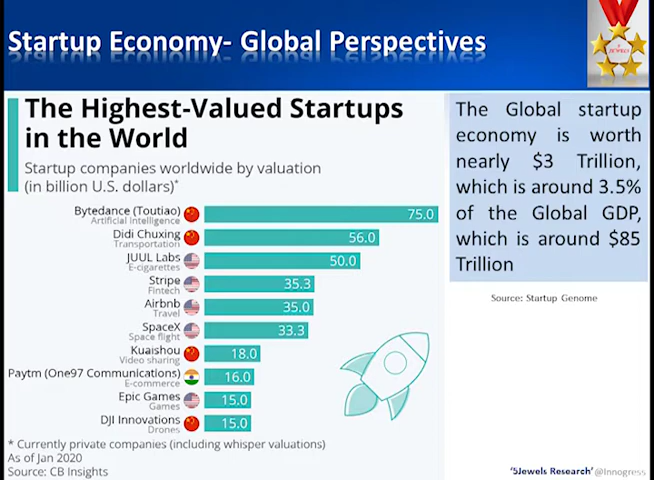 Startup Economy- Global Perspectives
INNOGRESS
5
JEWELS
The Highest-Valued Startups
in the World
Startup companies worldwide by valuation
(in billion U.S. dollars)*
Bytedance (Toutiao) 75.0
Artificial Intelligence
Didi Chuxing 56.0
Transportation
JUUL Labs 50.0
E-cigarettes
Stripe 35.3
Fintech
Airbnb 35.0
Travel
SpaceX 33.3
Space flight
Kuaishou 18.0
Video sharing
Paytm (One97 Communications) 16.0
E-commerce
Epic Games 15.0
Games
DJI Innovations 15.0
Drones
* Currently private companies (including whisper valuations)
As of Jan 2020
Source: CB Insights
The Global startup
economy is worth
nearly $3 Trillion,
which is around 3.5%
of the Global GDP,
which is around $85
Trillion
Source: Startup Genome
'5Jewels Research' @Innogress